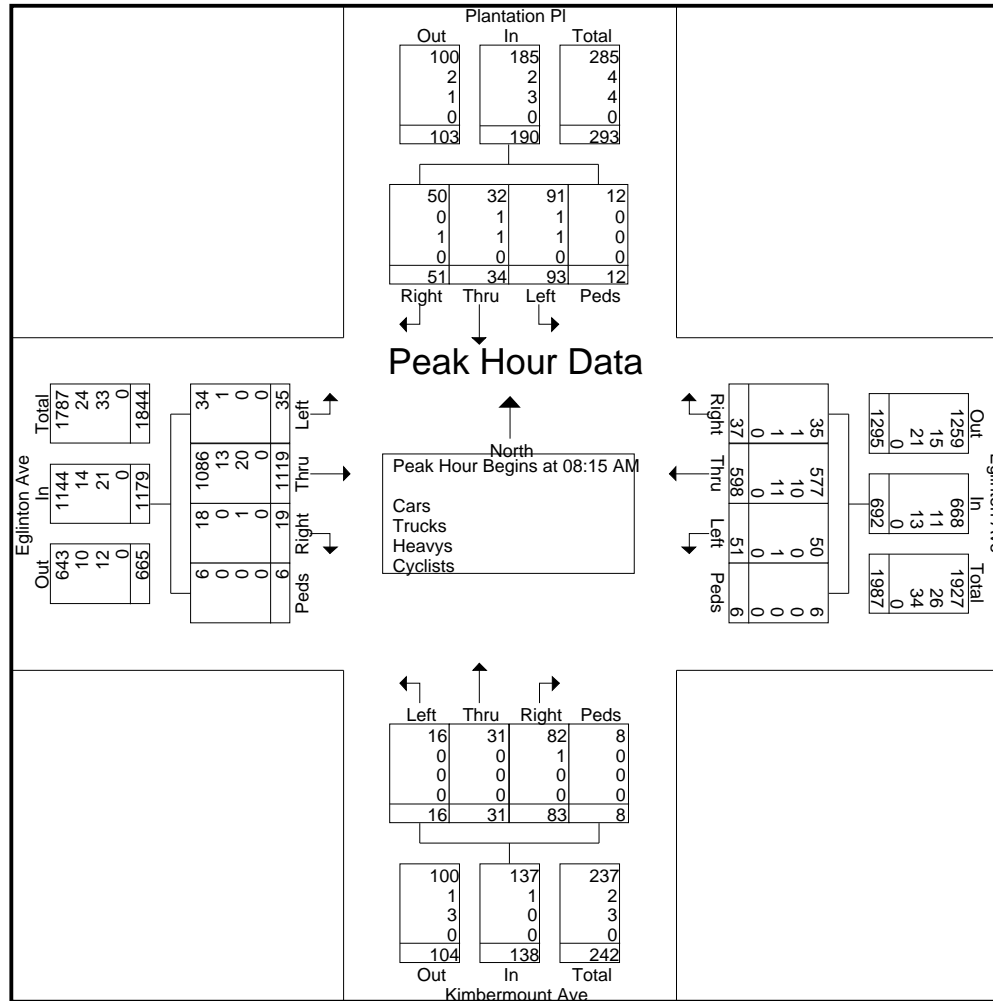 Plantation Pl
Out In Total
100 185 285
2 2 4
1 3 4
0 0 0
103 190 293
50 32 91 12
0 1 1 0
1 1 1 0
0 0 0 0
51 34 93 12
Right Thru Left Peds
Peak Hour Data
Eglinton Ave
Total
1787
24
33
0
1844
In
1144
14
21
0
1179
Out
643
10
12
0
665
Left
34
1
0
0
35
Thru
1086
13
20
0
1119
Right
18
0
1
0
19
Peds
6
0
0
0
6
North
Peak Hour Begins at 08:15 AM
Cars
Trucks
Heavys
Cyclists
Right
35
1
1
0
37
Thru
577
10
11
0
598
Left
50
0
1
0
51
Peds
6
0
0
0
6
Out
1259
15
21
0
1295
In
668
11
13
0
692
Total
1927
26
34
0
1987
Eglinton Ave
Left Thru Right Peds
16 31 82 8
0 0 1 0
0 0 0 0
0 0 0 0
16 31 83 8
100 137 237
1 1 2
3 0 3
0 0 0
104 138 242
Out In Total
Kimbermount Ave